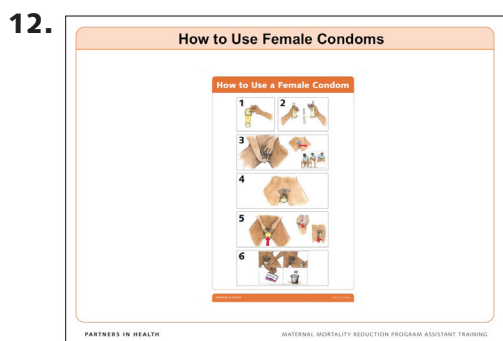 12.
How to Use Female Condoms
How to Use a Female Condom
1
2
3
4
5
6
PARTNERS IN HEALTH
MATERNAL MORTALITY REDUCTION PROGRAM ASSISTANT TRAINING